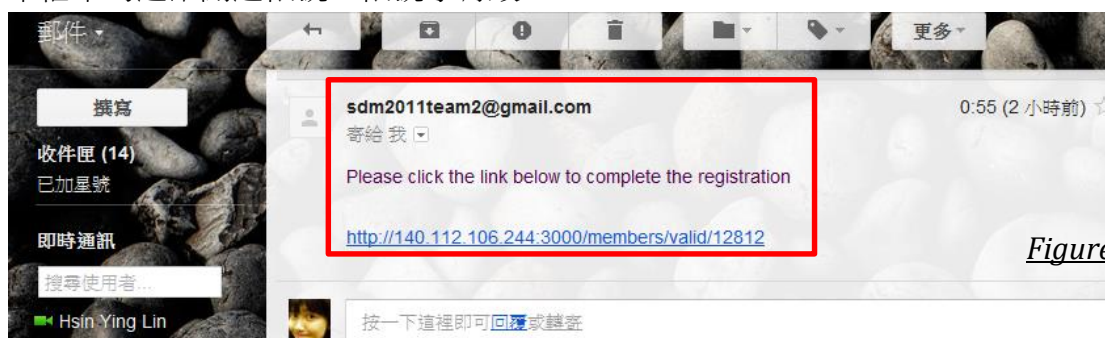 郵件
更多
撰寫
收件匣 (14)
已加星號
即時通訊
搜尋使用者...
Hsin Ying Lin
sdm2011team2@gmail.com
0:55 (2 小時前)
寄給 我
Please click the link below to complete the registration
http://140.112.106.244:3000/members/valid/12812
Figure
按一下這裡即可回覆或轉寄